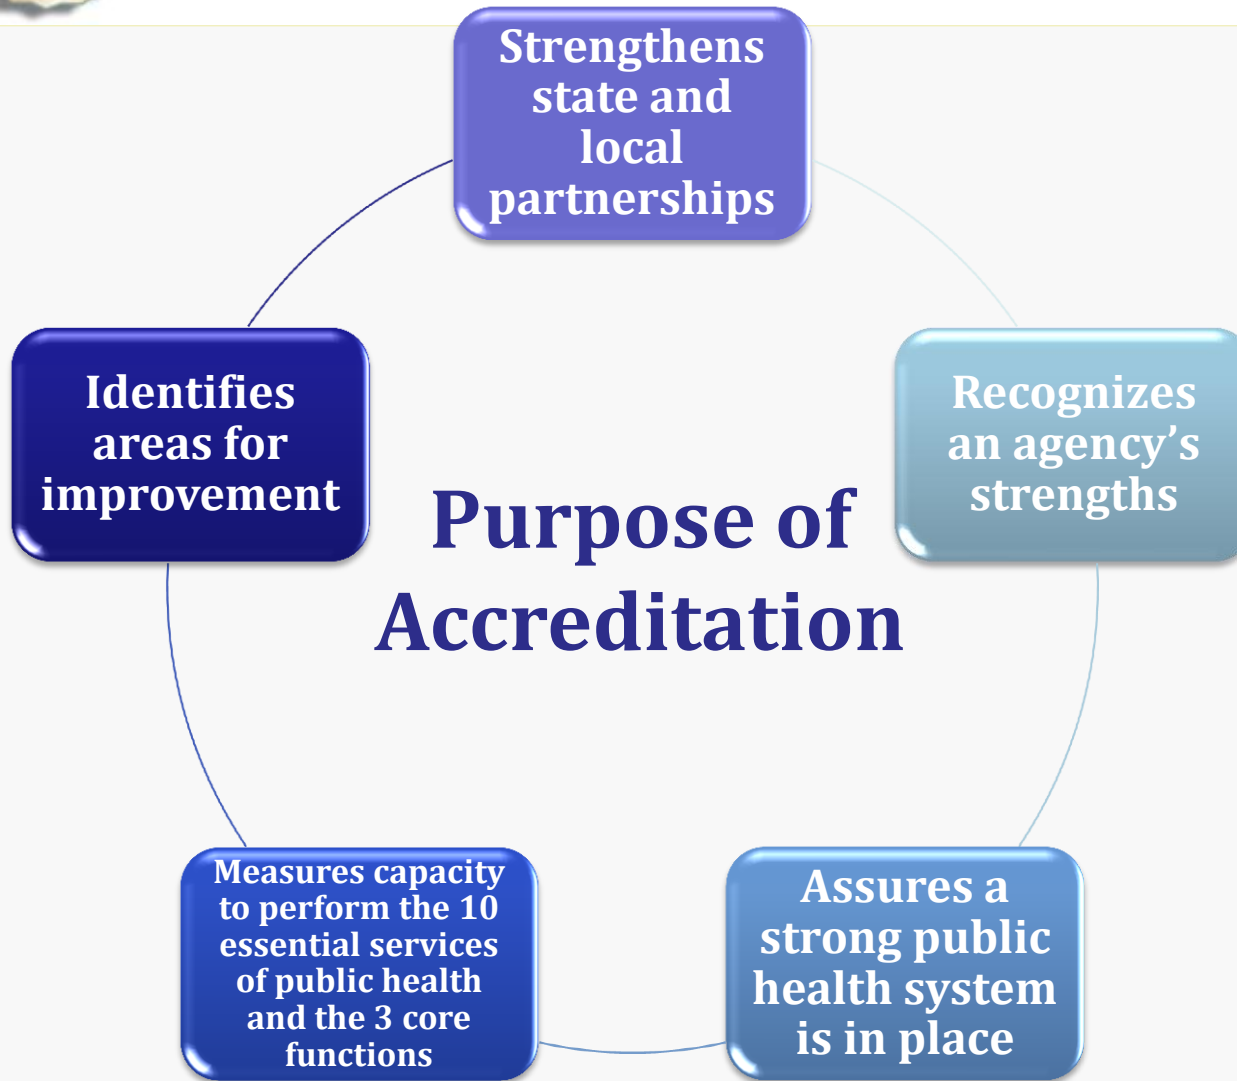 Strengthens
state and
local
partnerships
Recognizes
an agency’s
strengths
Assures a
strong public
health system
is in place
Measures capacity
to perform the 10
essential services
of public health
and the 3 core
functions
Identifies
areas for
improvement
Purpose of
Accreditation